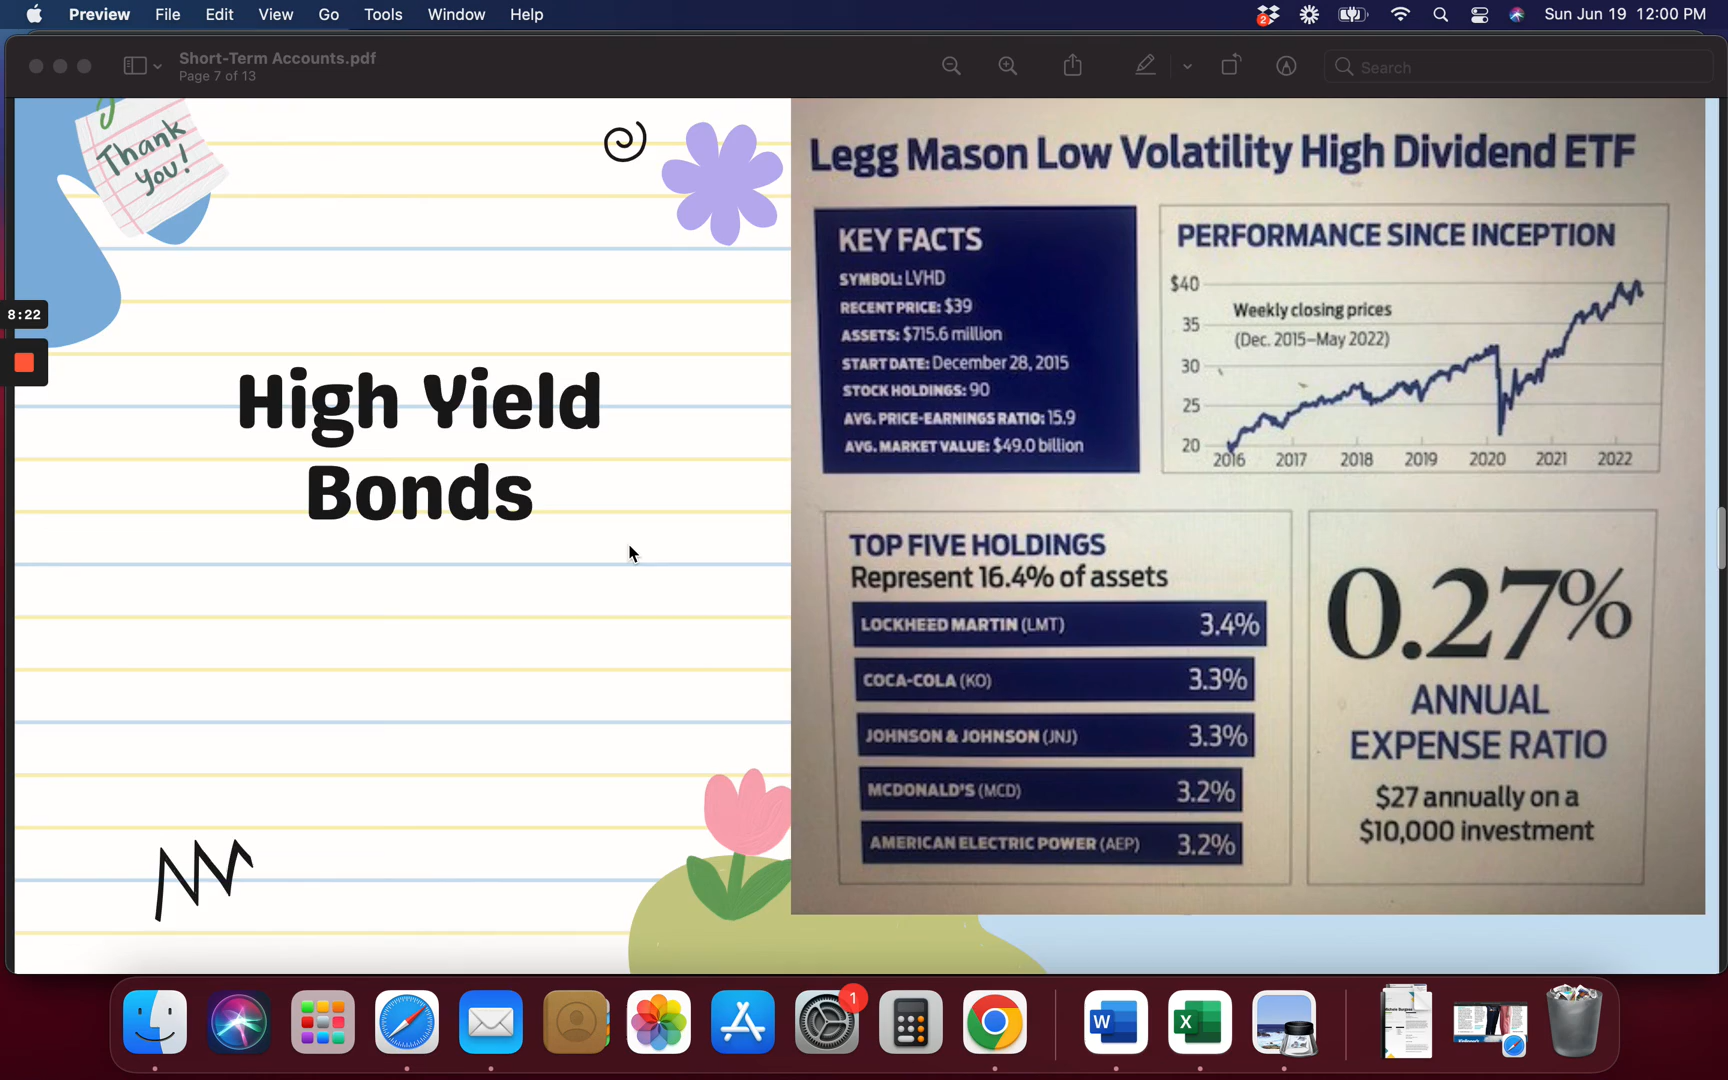 Preview File Edit View Go Tools Window Help
2
Sun Jun 19 12:00 PM
Short-Term Accounts.pdf
Page 7 of 13
Search
Thank
you!
8:22
High Yield
Bonds
Legg Mason Low Volatility High Dividend ETF
KEY FACTS
SYMBOL: LVHD
RECENT PRICE: $39
ASSETS: $715.6 million
START DATE: December 28, 2015
STOCK HOLDINGS: 90
AVG. PRICE-EARNINGS RATIO: 15.9
AVG. MARKET VALUE: $49.0 billion
PERFORMANCE SINCE INCEPTION
$40
Weekly closing prices
35
(Dec. 2015–May 2022)
30
25
20
2016 2017 2018 2019 2020 2021 2022
TOP FIVE HOLDINGS
Represent 16.4% of assets
LOCKHEED MARTIN (LMT) 3.4%
COCA-COLA (KO) 3.3%
JOHNSON & JOHNSON (JNJ) 3.3%
MCDONALD'S (MCD) 3.2%
AMERICAN ELECTRIC POWER (AEP) 3.2%
0.27%
ANNUAL
EXPENSE RATIO
$27 annually on a
$10,000 investment
1
W
X